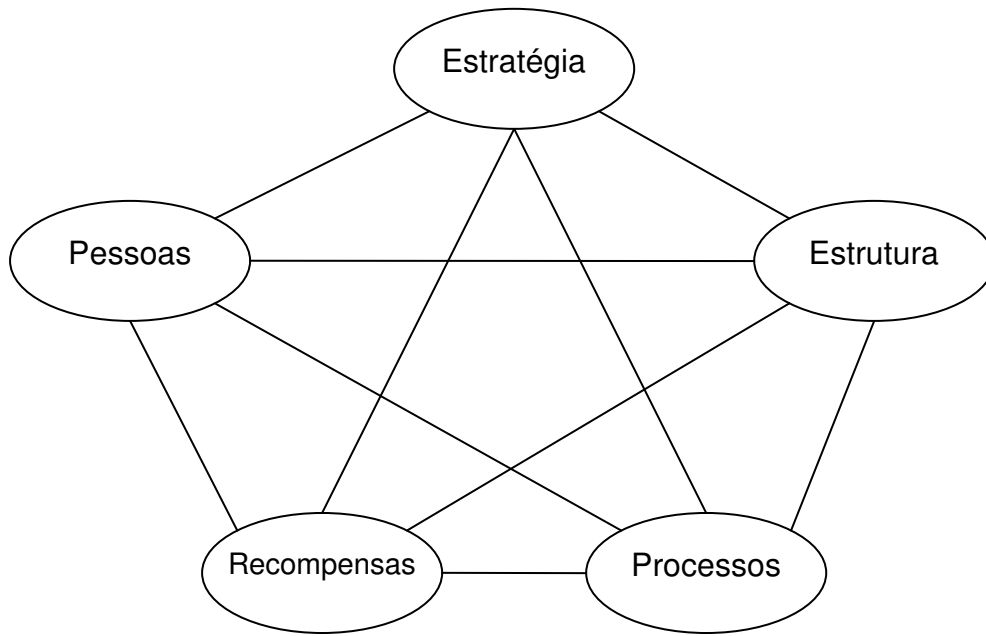 Estratégia
Pessoas
Estrutura
Recompensas
Processos